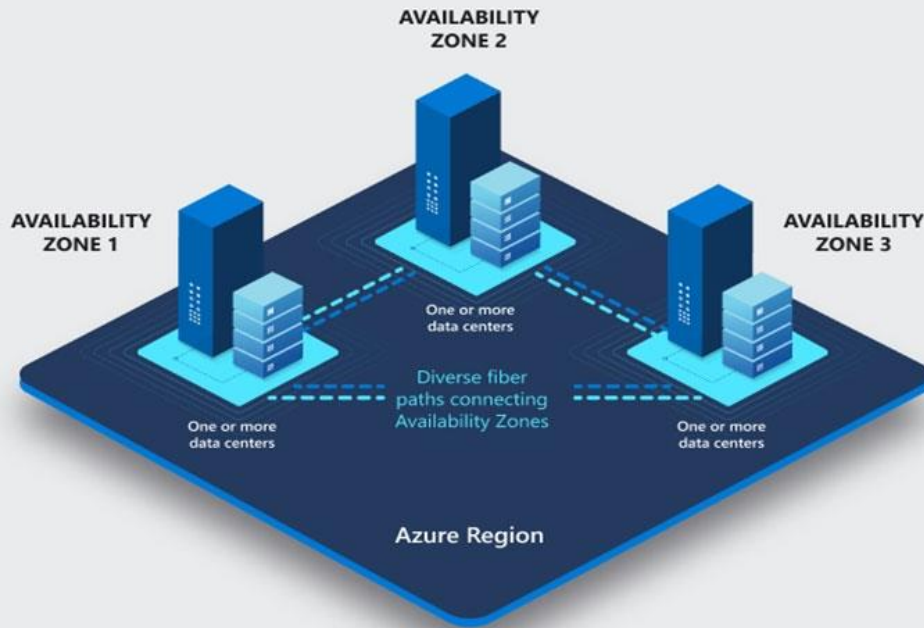 AVAILABILITY
ZONE 2
AVAILABILITY
ZONE 1
AVAILABILITY
ZONE 3
One or more
data centers
Diverse fiber
paths connecting
Availability Zones
One or more
data centers
One or more
data centers
Azure Region